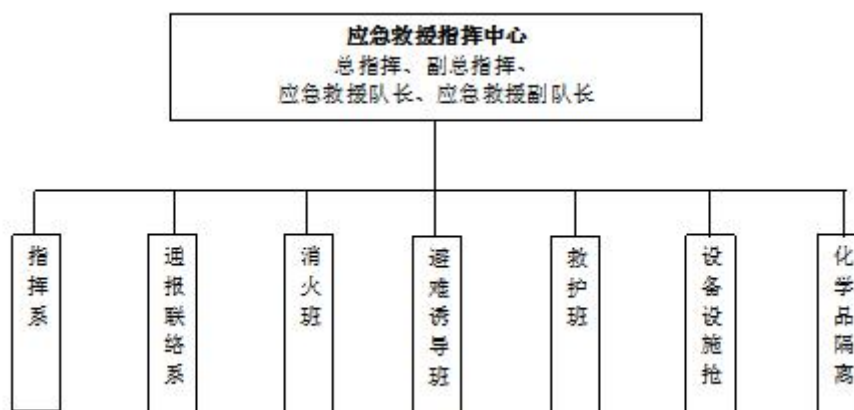 应急救援指挥中心
总指挥、副总指挥、
应急救援队长、应急救援副队长
指挥系
通报联络系
消火班
避难诱导班
救护班
设备设施抢
化学品隔离